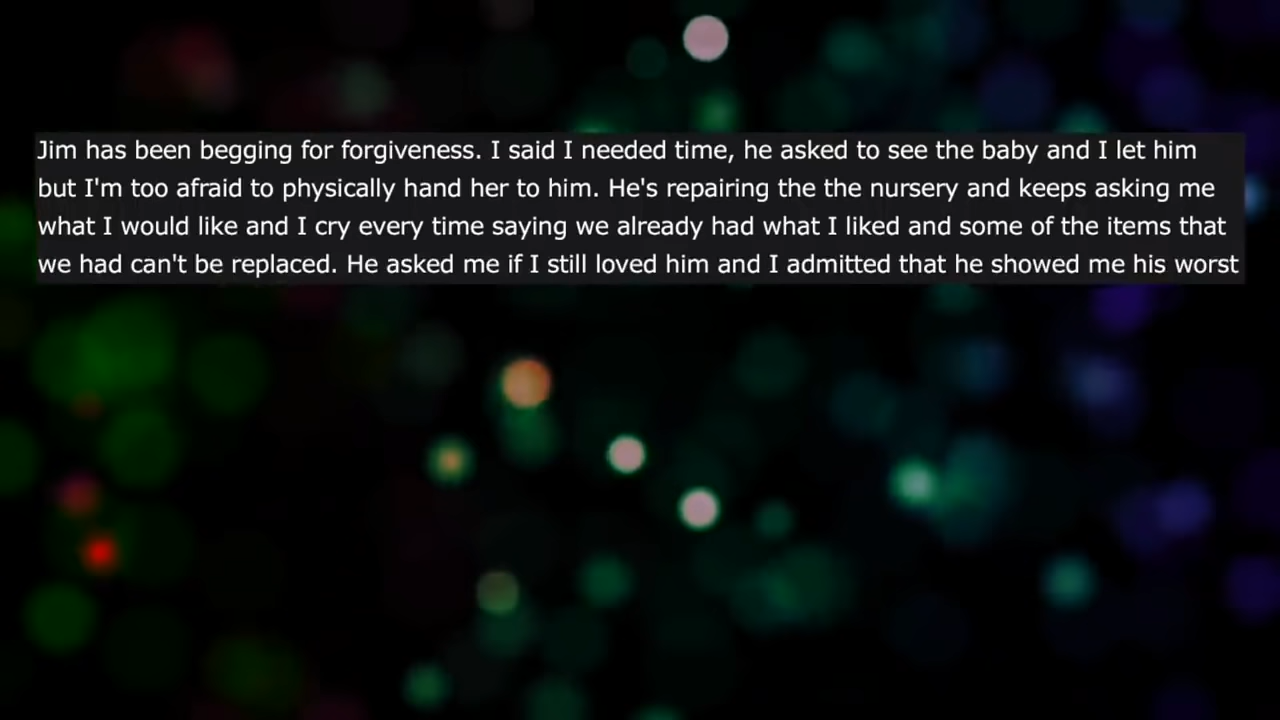 Jim has been begging for forgiveness. I said I needed time, he asked to see the baby and I let him
but I'm too afraid to physically hand her to him. He's repairing the the nursery and keeps asking me
what I would like and I cry every time saying we already had what I liked and some of the items that
we had can't be replaced. He asked me if I still loved him and I admitted that he showed me his worst